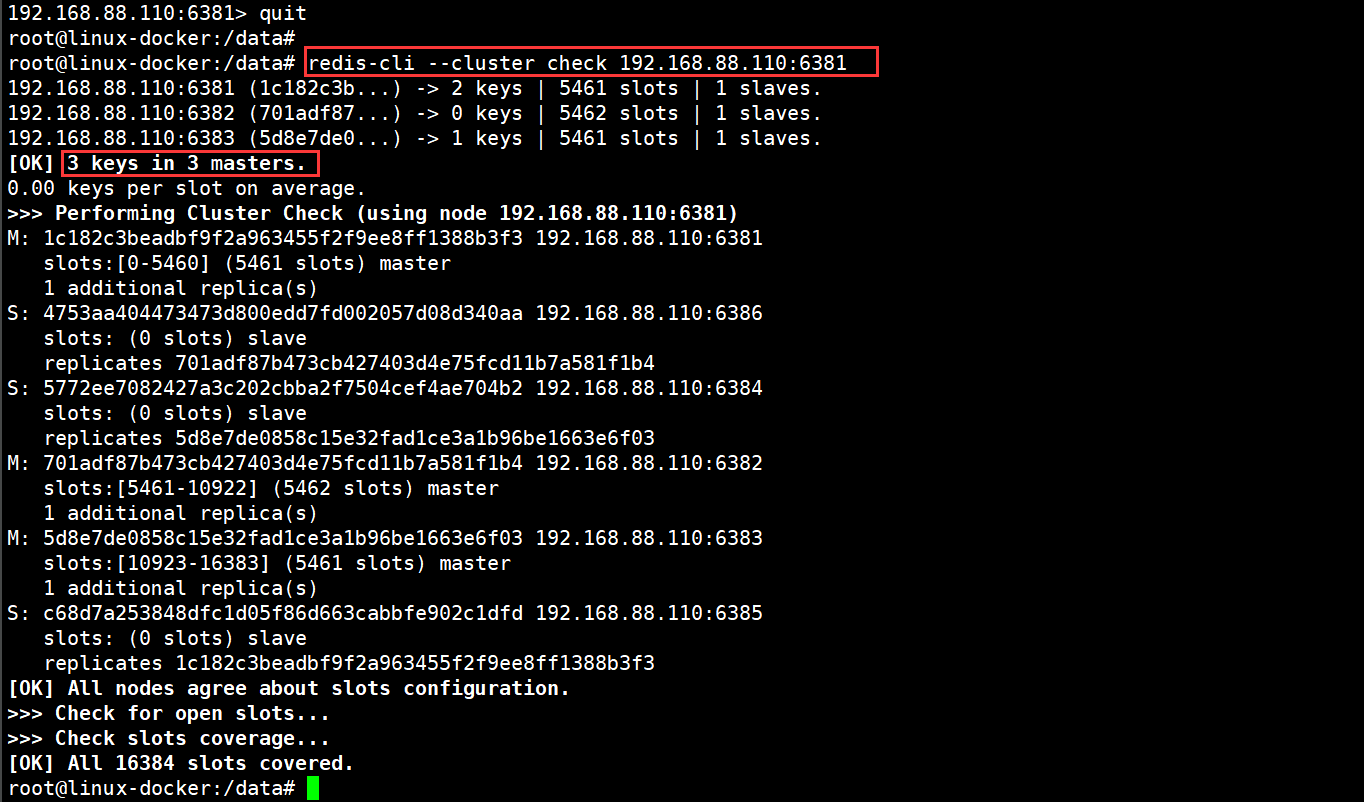 192.168.88.110:6381> quit
root@linux-docker:/data#
root@linux-docker:/data# redis-cli --cluster check 192.168.88.110:6381
192.168.88.110:6381 (1c182c3b...) -> 2 keys | 5461 slots | 1 slaves.
192.168.88.110:6382 (701adf87...) -> 0 keys | 5462 slots | 1 slaves.
192.168.88.110:6383 (5d8e7de0...) -> 1 keys | 5461 slots | 1 slaves.
[OK] 3 keys in 3 masters.
0.00 keys per slot on average.
>>> Performing Cluster Check (using node 192.168.88.110:6381)
M: 1c182c3beadbf9f2a963455f2f9ee8ff1388b3f3 192.168.88.110:6381
   slots:[0-5460] (5461 slots) master
   1 additional replica(s)
S: 4753aa404473473d800edd7fd002057d08d340aa 192.168.88.110:6386
   slots: (0 slots) slave
   replicates 701adf87b473cb427403d4e75fcd11b7a581f1b4
S: 5772ee7082427a3c202cbba2f7504cef4ae704b2 192.168.88.110:6384
   slots: (0 slots) slave
   replicates 5d8e7de0858c15e32fad1ce3a1b96be1663e6f03
M: 701adf87b473cb427403d4e75fcd11b7a581f1b4 192.168.88.110:6382
   slots:[5461-10922] (5462 slots) master
   1 additional replica(s)
M: 5d8e7de0858c15e32fad1ce3a1b96be1663e6f03 192.168.88.110:6383
   slots:[10923-16383] (5461 slots) master
   1 additional replica(s)
S: c68d7a253848dfc1d05f86d663cabbfe902c1dfd 192.168.88.110:6385
   slots: (0 slots) slave
   replicates 1c182c3beadbf9f2a963455f2f9ee8ff1388b3f3
[OK] All nodes agree about slots configuration.
>>> Check for open slots...
>>> Check slots coverage...
[OK] All 16384 slots covered.
root@linux-docker:/data#